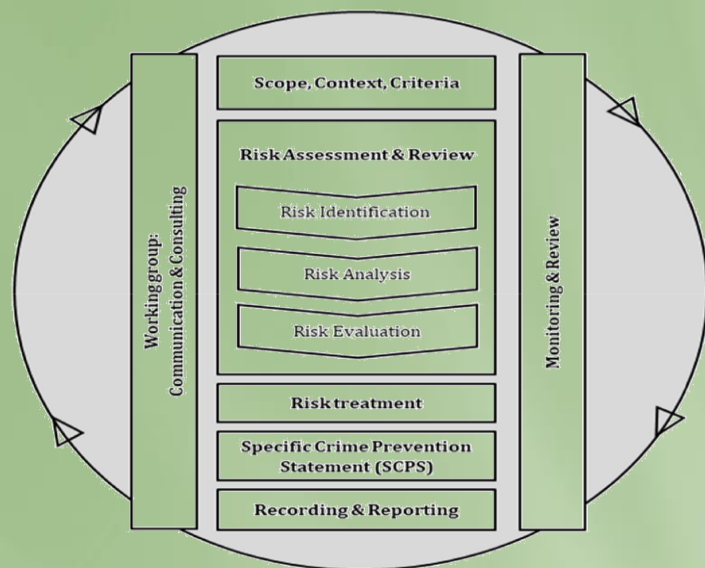 Scope, Context, Criteria
Risk Assessment & Review
Risk Identification
Risk Analysis
Risk Evaluation
Risk treatment
Specific Crime Prevention
Statement (SCPS)
Recording & Reporting
Working group:
Communication & Consulting
Monitoring & Review